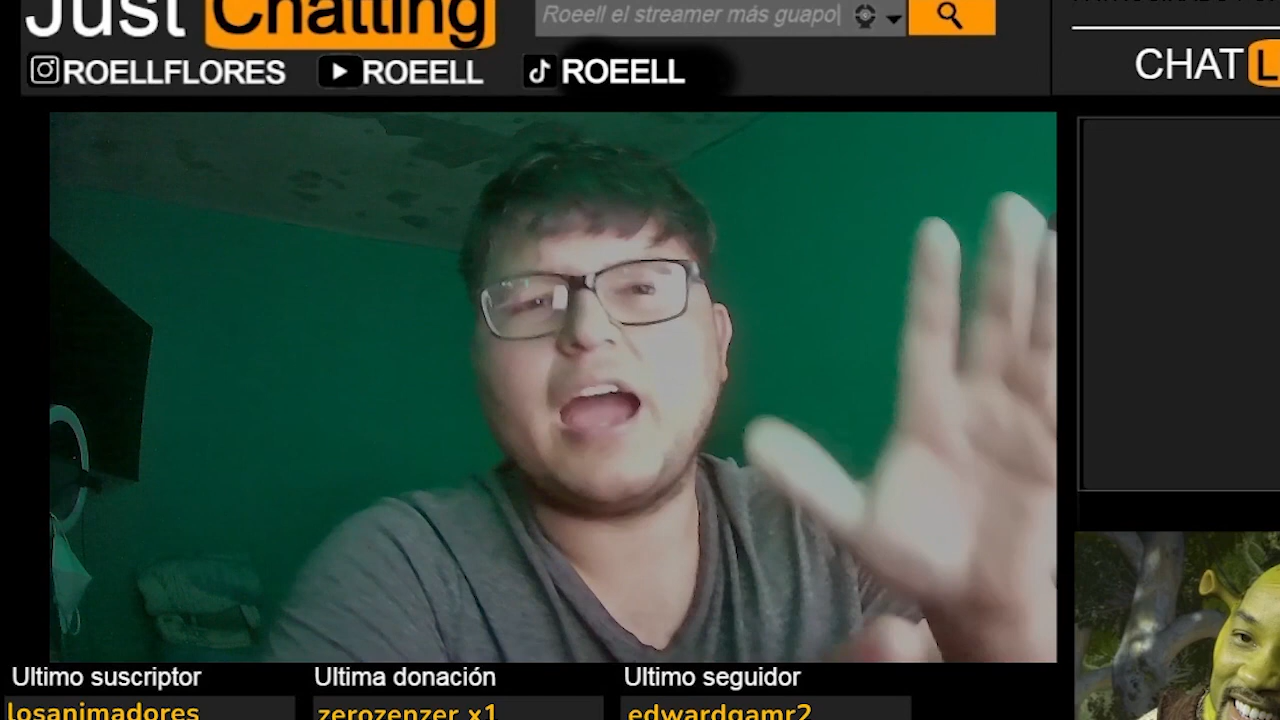 Just Chatting
Roeell el streamer más guapo
ROELLFLORES
ROEELL
ROEELL
CHAT L
Ultimo suscriptor
Ultima donación
Ultimo seguidor
losanimadores
zerozenzer x1
edwardgamr2